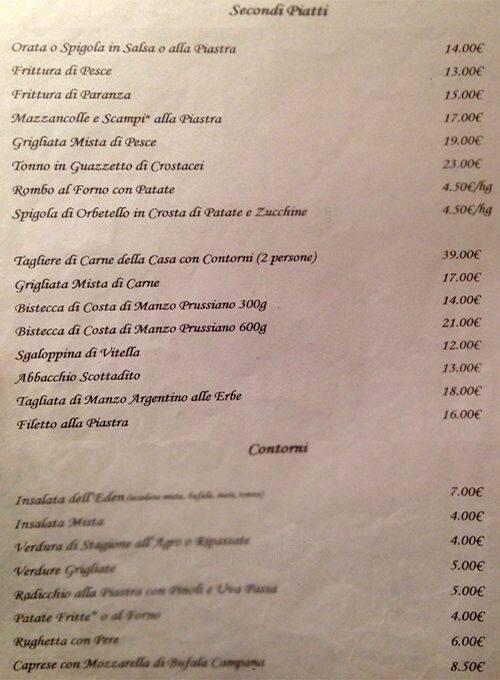 Secondi Piatti
Orata o Spigola in Salsa o alla Piastra 14.00€
Frittura di Pesce 13.00€
Frittura di Paranza 15.00€
Mazzancolle e Scampi* alla Piastra 17.00€
Grigliata Mista di Pesce 19.00€
Tonno in Guazzetto di Crostacei 23.00€
Rombo al Forno con Patate 4.50€/hg
Spigola di Orbetello in Crosta di Patate e Zucchine 4.50€/hg
Tagliere di Carne della Casa con Contorni (2 persone) 39.00€
Grigliata Mista di Carne 17.00€
Bistecca di Costa di Manzo Prussiano 300g 14.00€
Bistecca di Costa di Manzo Prussiano 600g 21.00€
Sgaloppina di Vitella 12.00€
Abbacchio Scottadito 13.00€
Tagliata di Manzo Argentino alle Erbe 18.00€
Filetto alla Piastra 16.00€
Contorni
Insalata dell'Eden (insalata mista, bufala, mais, tonno) 7.00€
Insalata Mista 4.00€
Verdura di Stagione all'Agro o Ripassate 4.00€
Verdure Grigliate 5.00€
Radicchio alla Piastra con Pinoli e Uva Passa 5.00€
Patate Fritte* o al Forno 4.00€
Rughetta con Pere 6.00€
Caprese con Mozzarella di Bufala Campana 8.50€